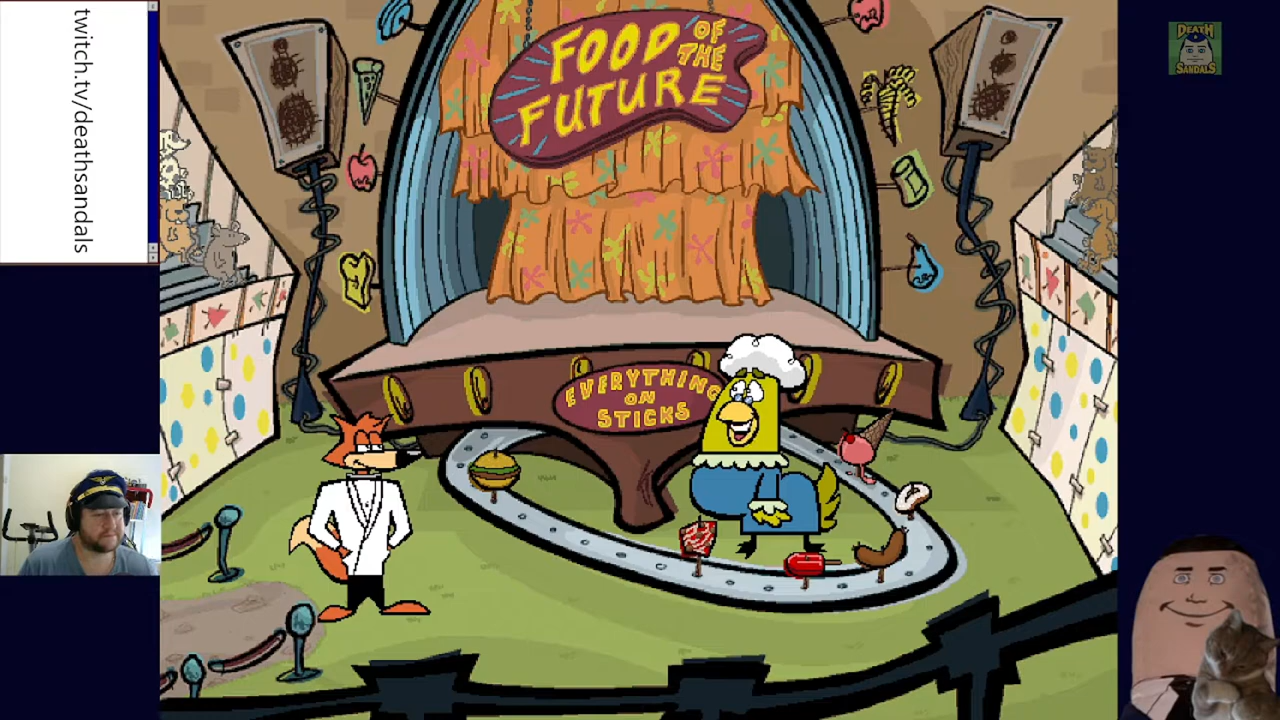 twitch.tv/deathsandals
FOOD
OF
THE
FUTURE
EVERYTHING
ON
STICKS
DEATH
SANDALS